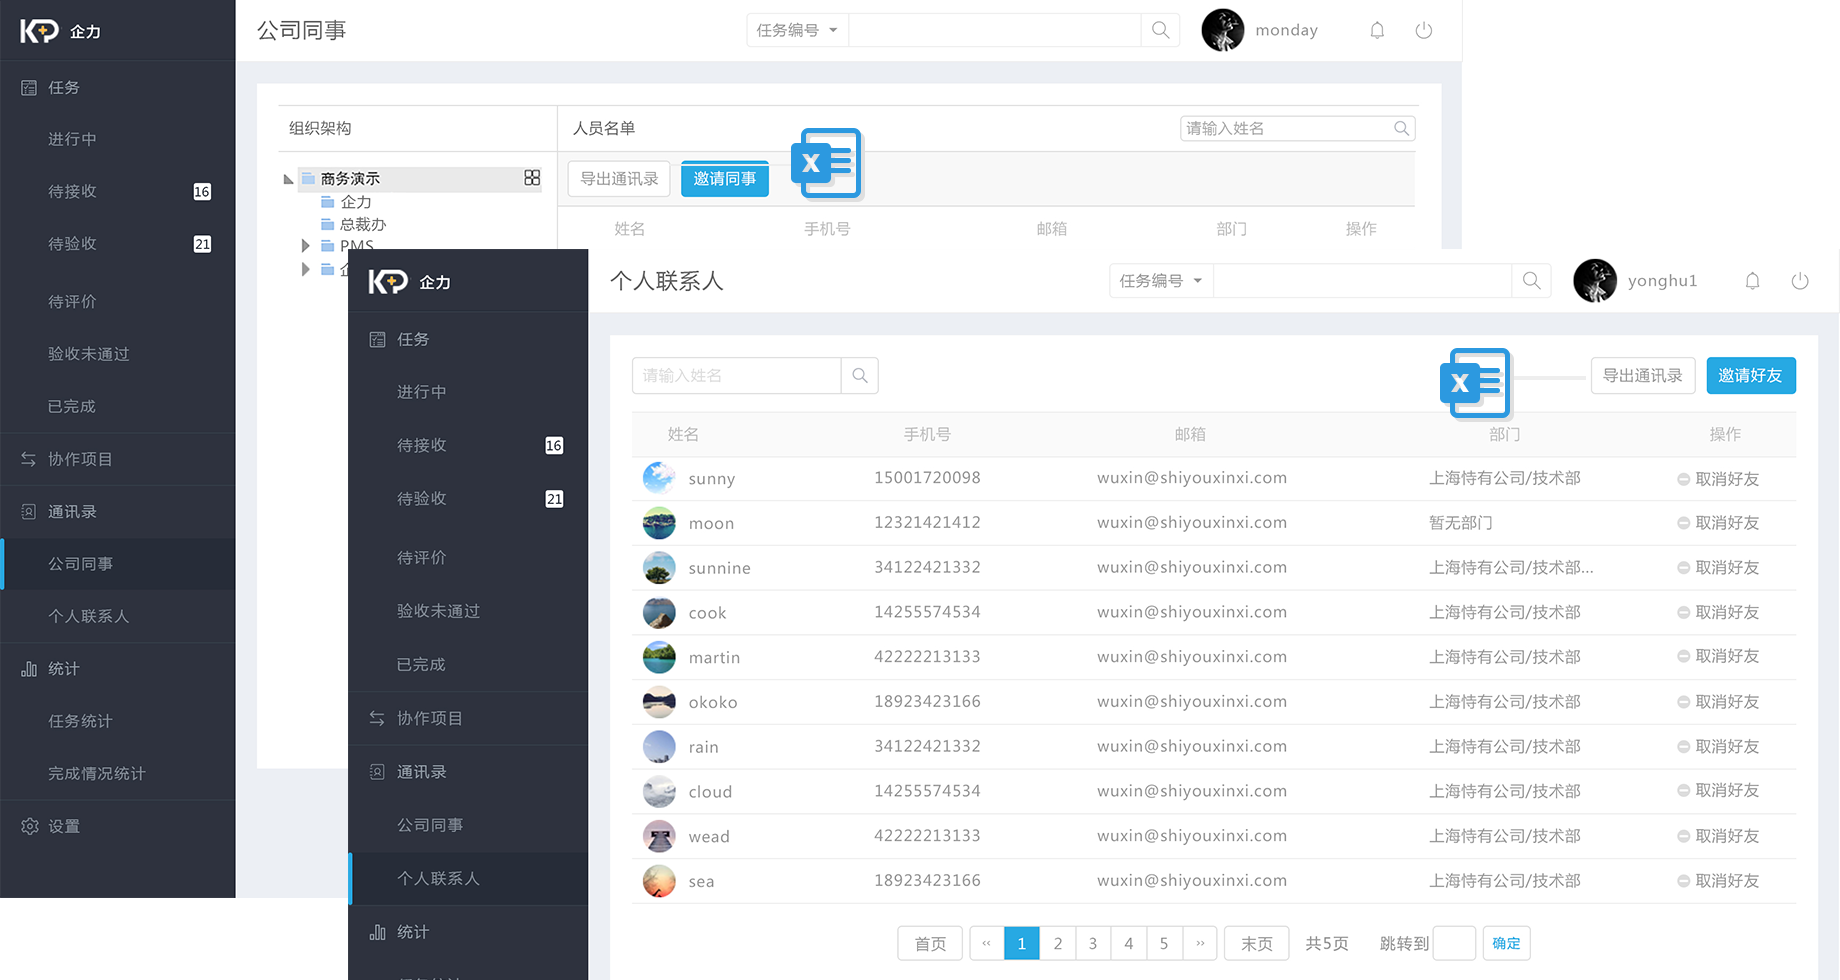 KP 企力
任务
进行中
待接收 16
待验收 21
待评价
验收未通过
已完成
协作项目
通讯录
公司同事
个人联系人
统计
任务统计
完成情况统计
设置
公司同事
任务编号
monday
组织架构
商务演示
企力
总裁办
PMS
人员名单
请输入姓名
导出通讯录 邀请同事
X
姓名 手机号 邮箱 部门 操作
KP 企力
任务
进行中
待接收 16
待验收 21
待评价
验收未通过
已完成
协作项目
通讯录
公司同事
个人联系人
统计
个人联系人
任务编号
yonghu1
请输入姓名
X
导出通讯录 邀请好友
姓名 手机号 邮箱 部门 操作
sunny 15001720098 wuxin@shiyouxinxi.com 上海恃有公司/技术部 取消好友
moon 12321421412 wuxin@shiyouxinxi.com 暂无部门 取消好友
sunnine 34122421332 wuxin@shiyouxinxi.com 上海恃有公司/技术部... 取消好友
cook 14255574534 wuxin@shiyouxinxi.com 上海恃有公司/技术部 取消好友
martin 42222213133 wuxin@shiyouxinxi.com 上海恃有公司/技术部 取消好友
okoko 18923423166 wuxin@shiyouxinxi.com 上海恃有公司/技术部 取消好友
rain 34122421332 wuxin@shiyouxinxi.com 上海恃有公司/技术部 取消好友
cloud 14255574534 wuxin@shiyouxinxi.com 上海恃有公司/技术部 取消好友
wead 42222213133 wuxin@shiyouxinxi.com 上海恃有公司/技术部 取消好友
sea 18923423166 wuxin@shiyouxinxi.com 上海恃有公司/技术部 取消好友
首页 ‹‹ 1 2 3 4 5 ›› 末页 共5页 跳转到 确定